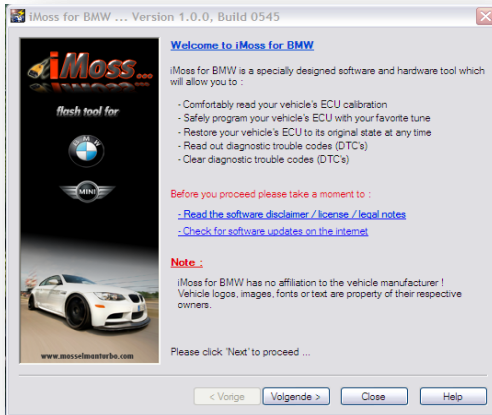 iMoss for BMW ... Version 1.0.0, Build 0545
iMoss...
flash tool for
BMW
MINI
www.mosselmanturbo.com
Welcome to iMoss for BMW
iMoss for BMW is a specially designed software and hardware tool which
will allow you to :
- Comfortably read your vehicle's ECU calibration
- Safely program your vehicle's ECU with your favorite tune
- Restore your vehicle's ECU to its original state at any time
- Read out diagnostic trouble codes (DTC's)
- Clear diagnostic trouble codes (DTC's)
Before you proceed please take a moment to :
- Read the software disclaimer / license / legal notes
- Check for software updates on the internet
Note :
iMoss for BMW has no affiliation to the vehicle manufacturer !
Vehicle logos, images, fonts or text are property of their respective
owners.
Please click 'Next' to proceed ...
< Vorige
Volgende >
Close
Help